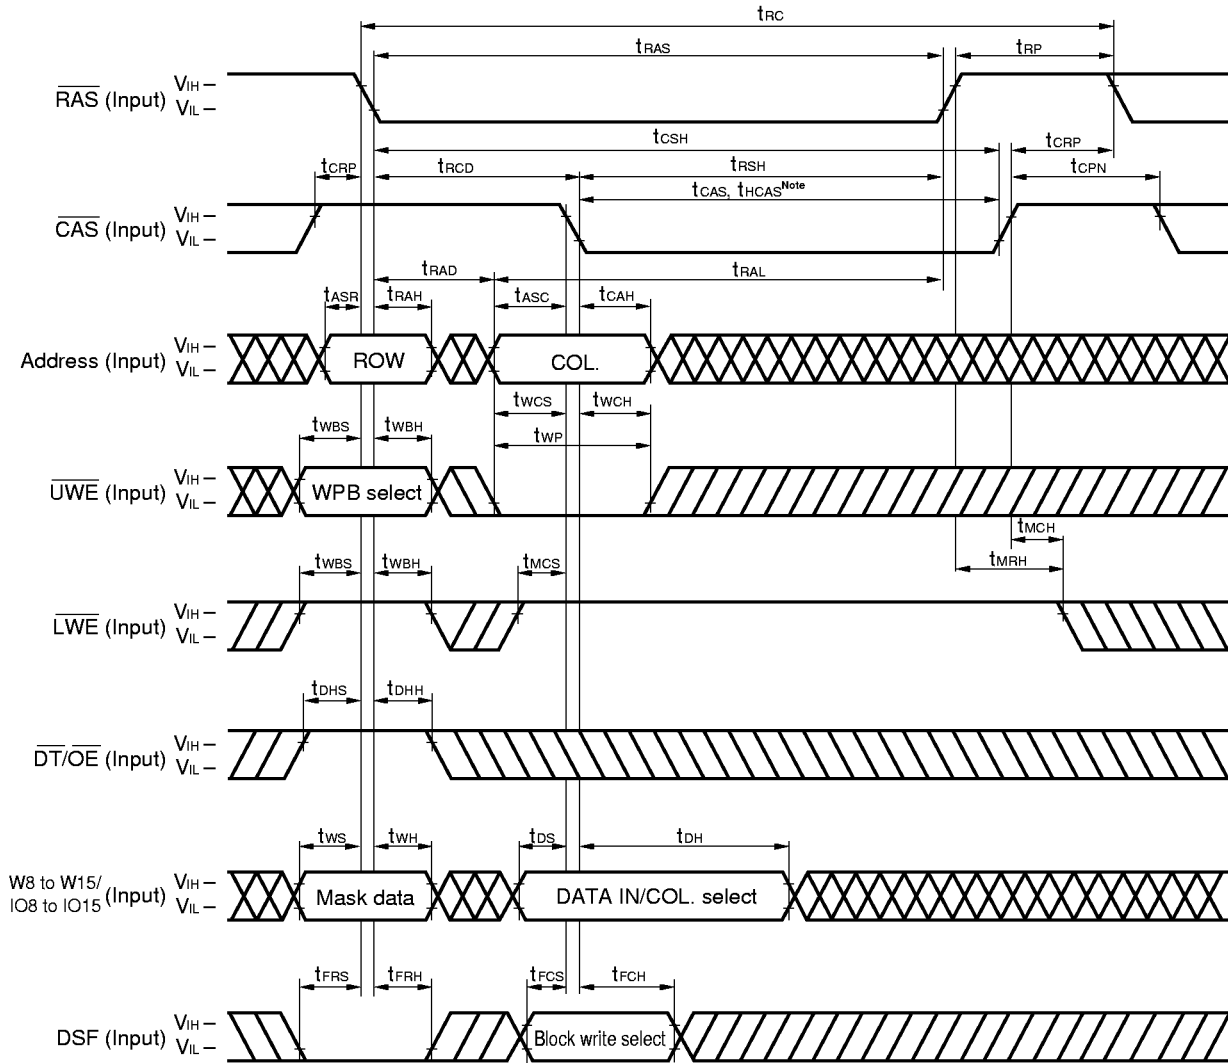 tRC
tRAS
tRP
RAS (Input)
VIH –
VIL –
tCSH
tCRP
tCRP
tRCD
tRSH
tCPN
tCAS, tHCAS Note
CAS (Input)
VIH –
VIL –
tRAD
tRAL
tASR
tRAH
tASC
tCAH
Address (Input)
VIH –
VIL –
ROW
COL.
tWCS
tWCH
tWBS
tWBH
tWP
UWE (Input)
VIH –
VIL –
WPB select
tMCH
tWBS
tWBH
tMCS
tMRH
LWE (Input)
VIH –
VIL –
tDHS
tDHH
DT/OE (Input)
VIH –
VIL –
tWS
tWH
tDS
tDH
W8 to W15/
IO8 to IO15
(Input)
VIH –
VIL –
Mask data
DATA IN/COL. select
tFRS
tFRH
tFCS
tFCH
DSF (Input)
VIH –
VIL –
Block write select